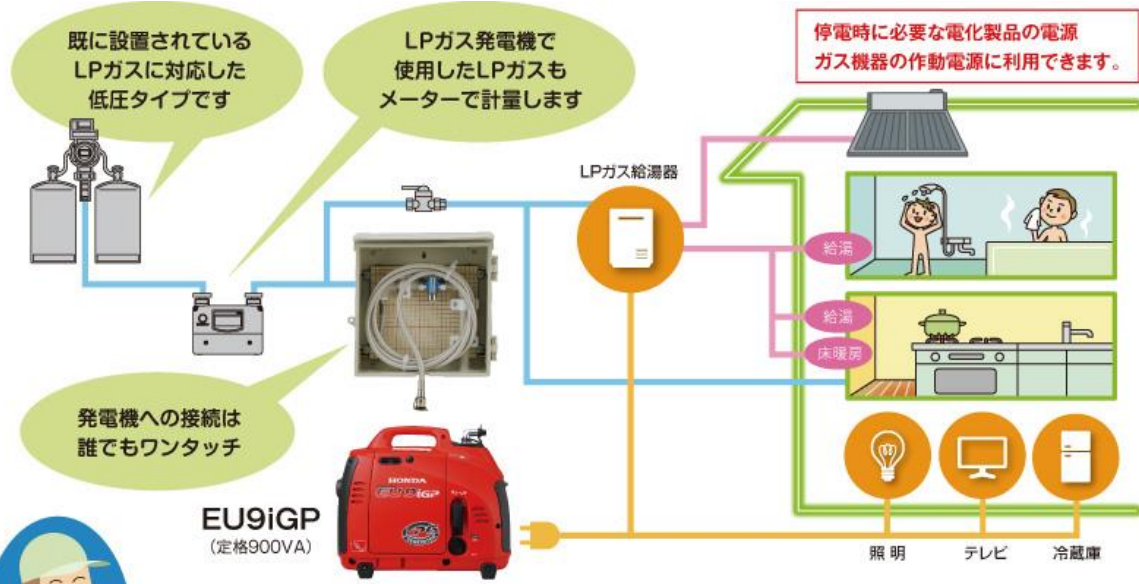 既に設置されている
LPガスに対応した
低圧タイプです
LPガス発電機で
使用したLPガスも
メーターで計量します
停電時に必要な電化製品の電源
ガス機器の作動電源に利用できます。
LPガス給湯器
給湯
給湯
床暖房
発電機への接続は
誰でもワンタッチ
HONDA
EU9iGP
EU9iGP
(定格900VA)
照明
テレビ
冷蔵庫